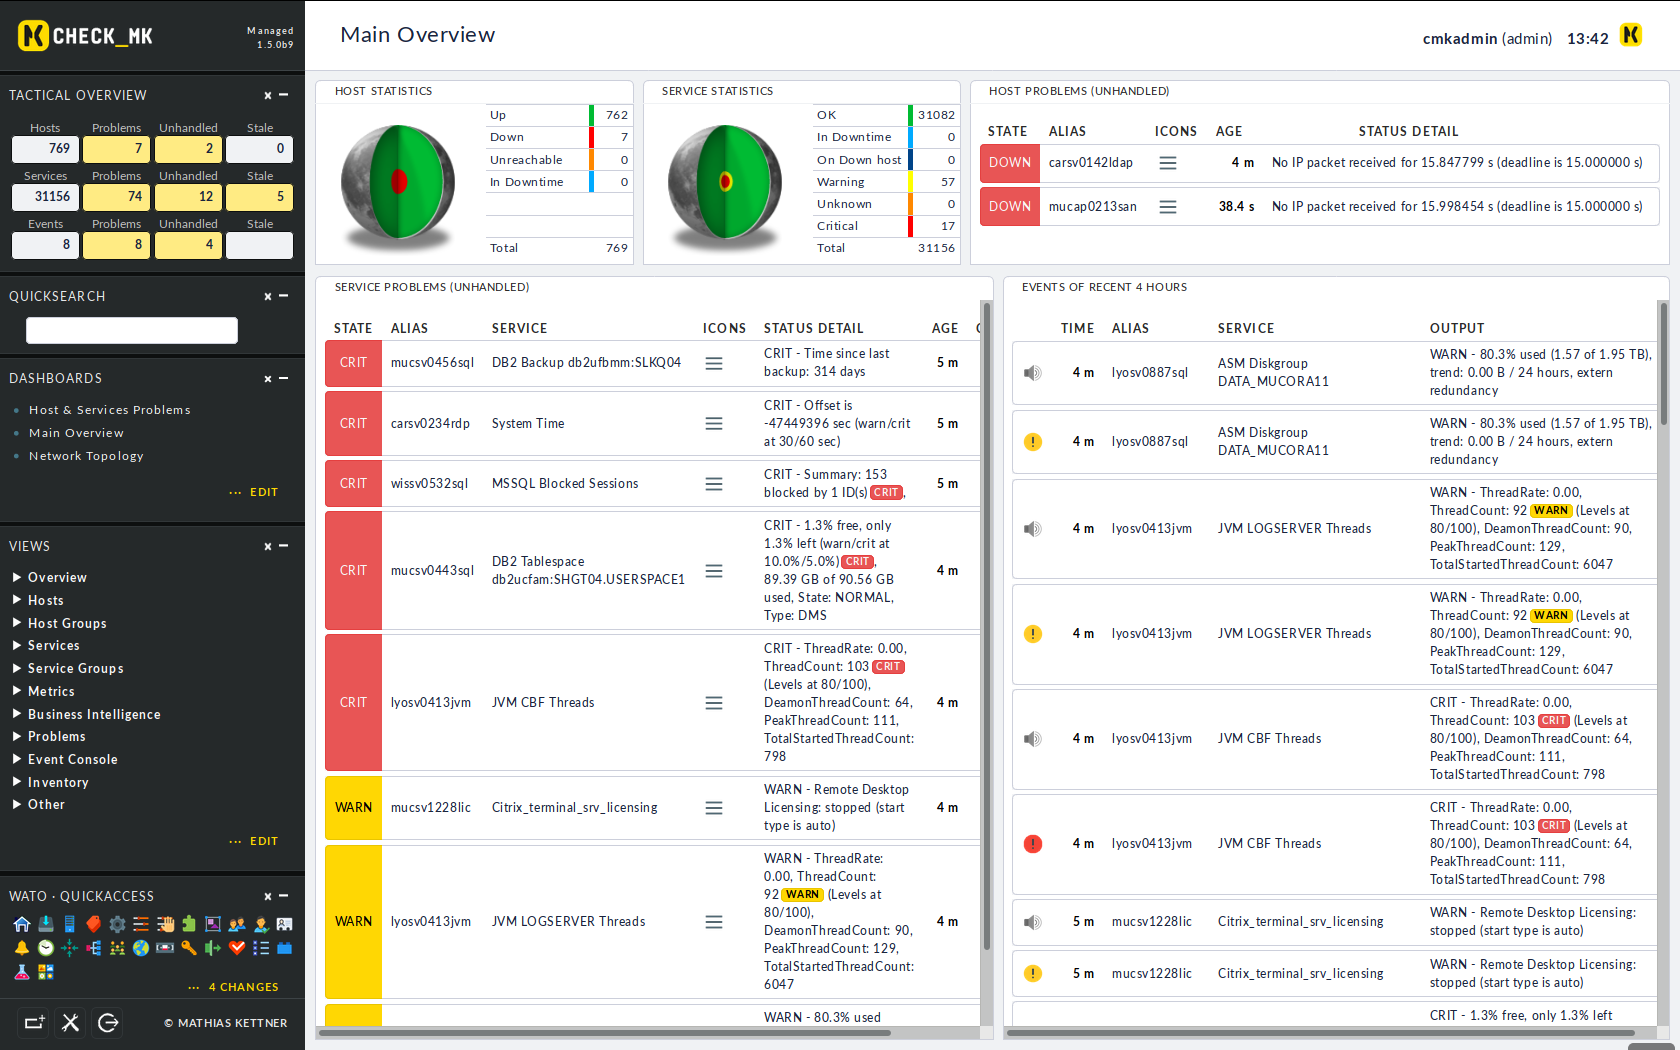 CHECK_MK
Managed
1.5.0b9
TACTICAL OVERVIEW
Hosts Problems Unhandled Stale
769 7 2 0
Services Problems Unhandled Stale
31156 74 12 5
Events Problems Unhandled Stale
8 8 4
QUICKSEARCH
DASHBOARDS
Host & Services Problems
Main Overview
Network Topology
··· EDIT
VIEWS
Overview
Hosts
Host Groups
Services
Service Groups
Metrics
Business Intelligence
Problems
Event Console
Inventory
Other
··· EDIT
WATO · QUICKACCESS
··· 4 CHANGES
© MATHIAS KETTNER
Main Overview
cmkadmin (admin) 13:42
HOST STATISTICS
Up 762
Down 7
Unreachable 0
In Downtime 0
Total 769
SERVICE STATISTICS
OK 31082
In Downtime 0
On Down host 0
Warning 57
Unknown 0
Critical 17
Total 31156
HOST PROBLEMS (UNHANDLED)
STATE ALIAS ICONS AGE STATUS DETAIL
DOWN carsv0142ldap 4 m No IP packet received for 15.847799 s (deadline is 15.000000 s)
DOWN mucap0213san 38.4 s No IP packet received for 15.998454 s (deadline is 15.000000 s)
SERVICE PROBLEMS (UNHANDLED)
STATE ALIAS SERVICE ICONS STATUS DETAIL AGE
CRIT mucsv0456sql DB2 Backup db2ufbmm:SLKQ04 CRIT - Time since last
backup: 314 days 5 m
CRIT carsv0234rdp System Time CRIT - Offset is
-47449396 sec (warn/crit
at 30/60 sec) 5 m
CRIT wissv0532sql MSSQL Blocked Sessions CRIT - Summary: 153
blocked by 1 ID(s) CRIT, 5 m
CRIT mucsv0443sql DB2 Tablespace
db2ucfam:SHGT04.USERSPACE1 CRIT - 1.3% free, only
1.3% left (warn/crit at
10.0%/5.0%) CRIT,
89.39 GB of 90.56 GB
used, State: NORMAL,
Type: DMS 4 m
CRIT lyosv0413jvm JVM CBF Threads CRIT - ThreadRate: 0.00,
ThreadCount: 103 CRIT
(Levels at 80/100),
DeamonThreadCount: 64,
PeakThreadCount: 111,
TotalStartedThreadCount:
798 4 m
WARN mucsv1228lic Citrix_terminal_srv_licensing WARN - Remote Desktop
Licensing: stopped (start
type is auto) 4 m
WARN lyosv0413jvm JVM LOGSERVER Threads WARN - ThreadRate:
0.00, ThreadCount:
92 WARN (Levels at
80/100),
DeamonThreadCount: 90,
PeakThreadCount: 129,
TotalStartedThreadCount:
6047 4 m
WARN - 80.3% used
EVENTS OF RECENT 4 HOURS
TIME ALIAS SERVICE OUTPUT
4 m lyosv0887sql ASM Diskgroup
DATA_MUCORA11 WARN - 80.3% used (1.57 of 1.95 TB),
trend: 0.00 B / 24 hours, extern
redundancy
4 m lyosv0887sql ASM Diskgroup
DATA_MUCORA11 WARN - 80.3% used (1.57 of 1.95 TB),
trend: 0.00 B / 24 hours, extern
redundancy
4 m lyosv0413jvm JVM LOGSERVER Threads WARN - ThreadRate: 0.00,
ThreadCount: 92 WARN (Levels at
80/100), DeamonThreadCount: 90,
PeakThreadCount: 129,
TotalStartedThreadCount: 6047
4 m lyosv0413jvm JVM LOGSERVER Threads WARN - ThreadRate: 0.00,
ThreadCount: 92 WARN (Levels at
80/100), DeamonThreadCount: 90,
PeakThreadCount: 129,
TotalStartedThreadCount: 6047
4 m lyosv0413jvm JVM CBF Threads CRIT - ThreadRate: 0.00,
ThreadCount: 103 CRIT (Levels at
80/100), DeamonThreadCount: 64,
PeakThreadCount: 111,
TotalStartedThreadCount: 798
4 m lyosv0413jvm JVM CBF Threads CRIT - ThreadRate: 0.00,
ThreadCount: 103 CRIT (Levels at
80/100), DeamonThreadCount: 64,
PeakThreadCount: 111,
TotalStartedThreadCount: 798
5 m mucsv1228lic Citrix_terminal_srv_licensing WARN - Remote Desktop Licensing:
stopped (start type is auto)
5 m mucsv1228lic Citrix_terminal_srv_licensing WARN - Remote Desktop Licensing:
stopped (start type is auto)
CRIT - 1.3% free, only 1.3% left